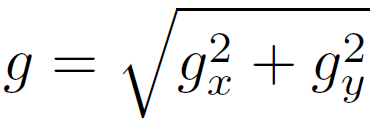 g = \sqrt{g_x^2 + g_y^2}